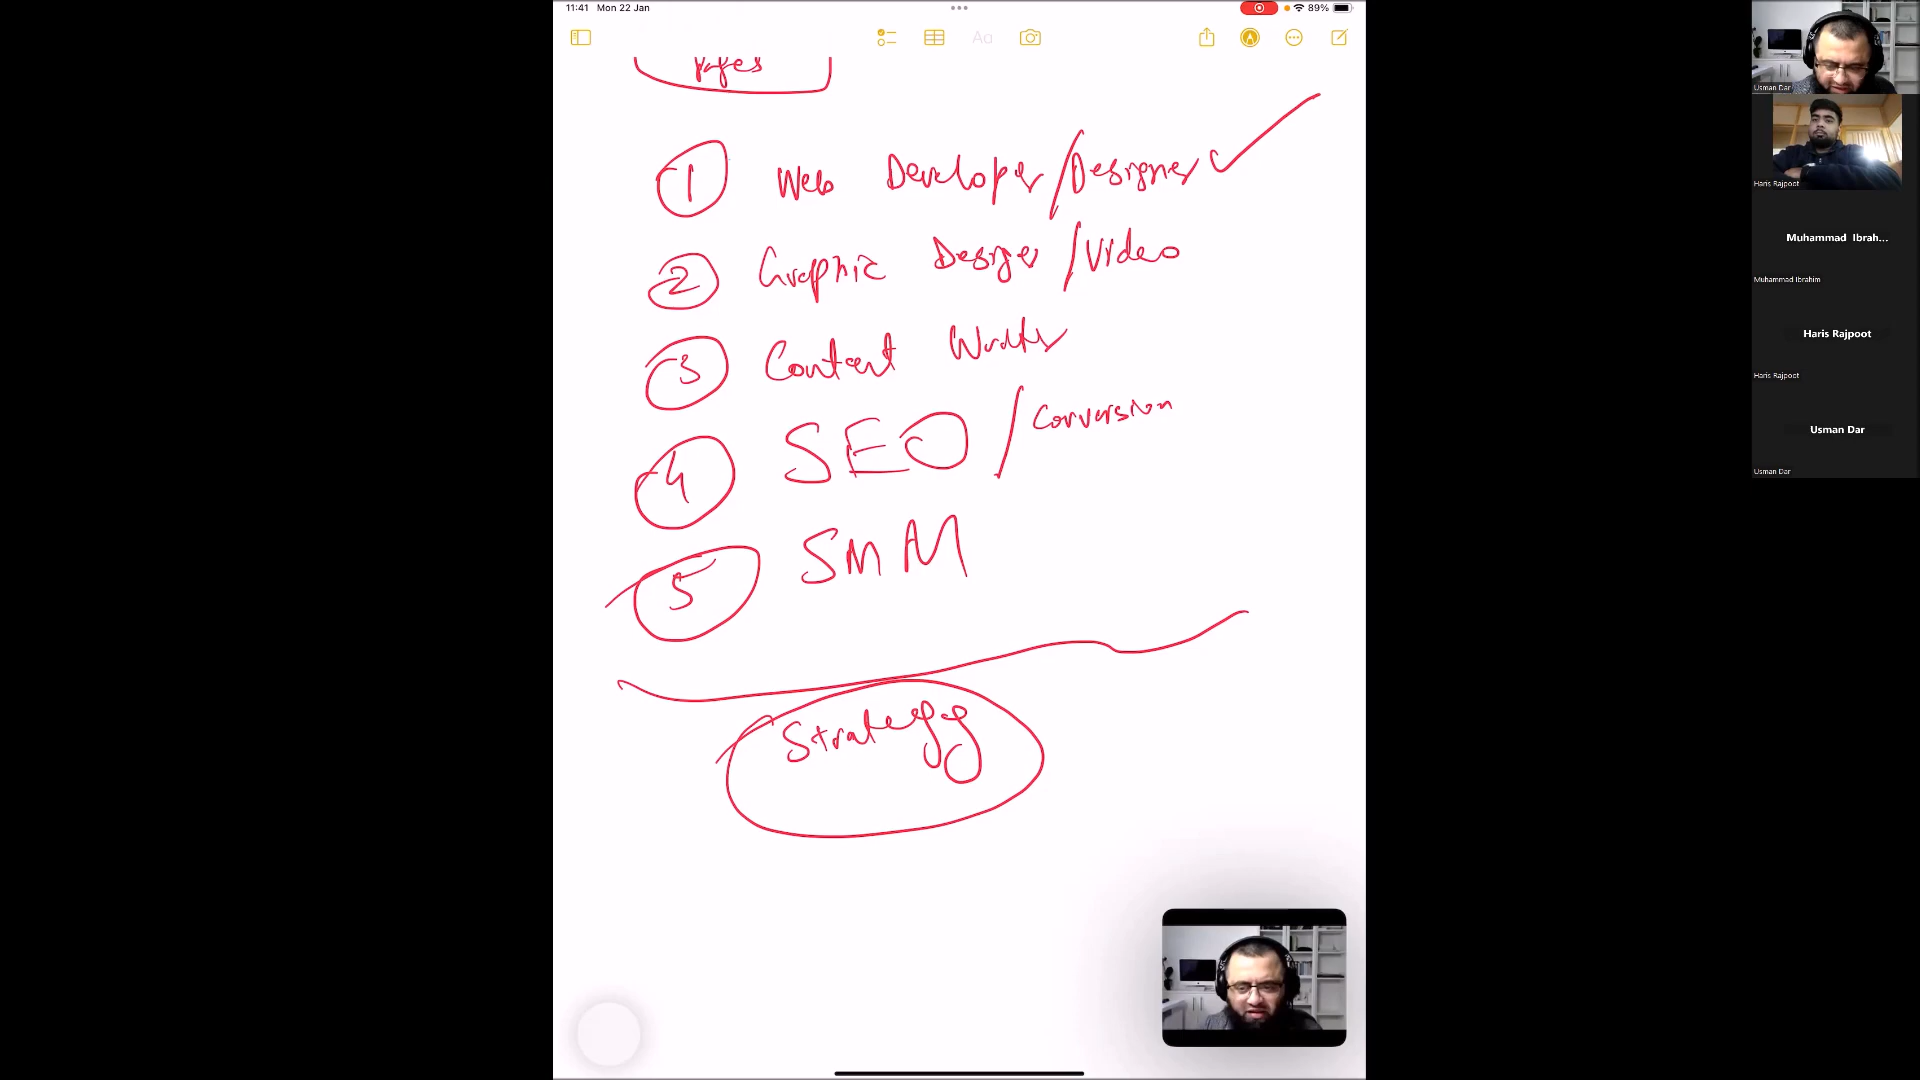 11:41 Mon 22 Jan
89%
Aa
Pages
1 Web Developer/Designer
2 Graphic Desiger/Video
3 Content Writer
4 SEO/Conversion
5 SMM
Strategy
Usman Dar
Haris Rajpoot
Muhammad Ibrah...
Muhammad Ibrahim
Haris Rajpoot
Haris Rajpoot
Usman Dar
Usman Dar